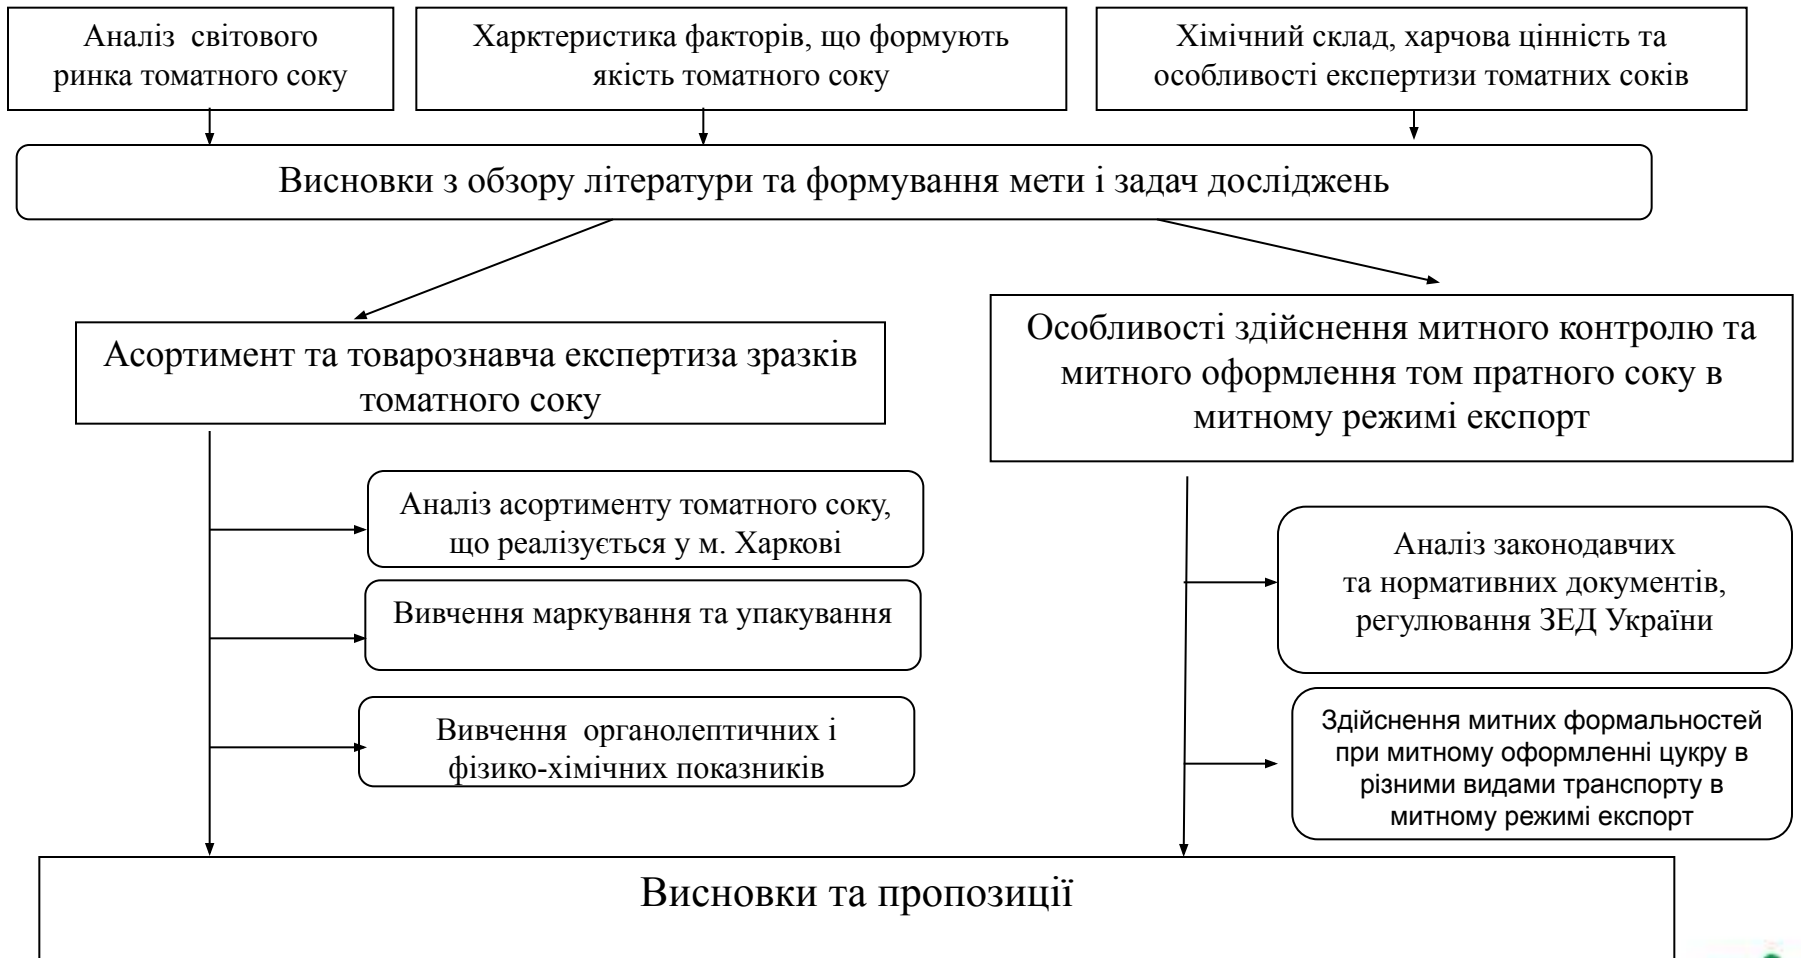 Аналіз світового
ринка томатного соку
Харктеристика факторів, що формують
якість томатного соку
Хімічний склад, харчова цінність та
особливості експертизи томатних соків
Висновки з обзору літератури та формування мети і задач досліджень
Асортимент та товарознавча експертиза зразків
томатного соку
Особливості здійснення митного контролю та
митного оформлення том пратного соку в
митному режимі експорт
Аналіз асортименту томатного соку,
що реалізується у м. Харкові
Вивчення маркування та упакування
Вивчення органолептичних і
фізико-хімічних показників
Аналіз законодавчих
та нормативних документів,
регулювання ЗЕД України
Здійснення митних формальностей
при митному оформленні цукру в
різними видами транспорту в
митному режимі експорт
Висновки та пропозиції